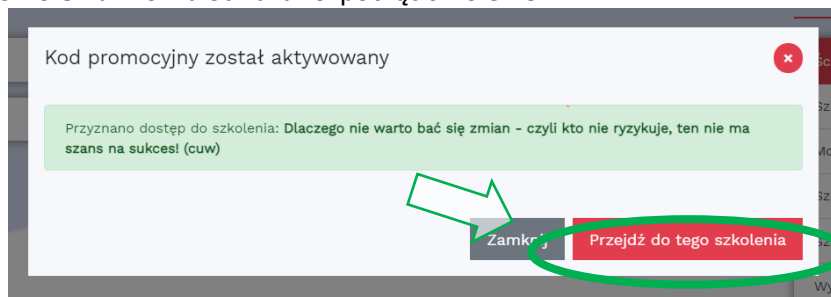 Kod promocyjny został aktywowany
Przyznano dostęp do szkolenia: Dlaczego nie warto bać się zmian - czyli kto nie ryzykuje, ten nie ma
szans na sukces! (cuw)
Zamknij
Przejdź do tego szkolenia